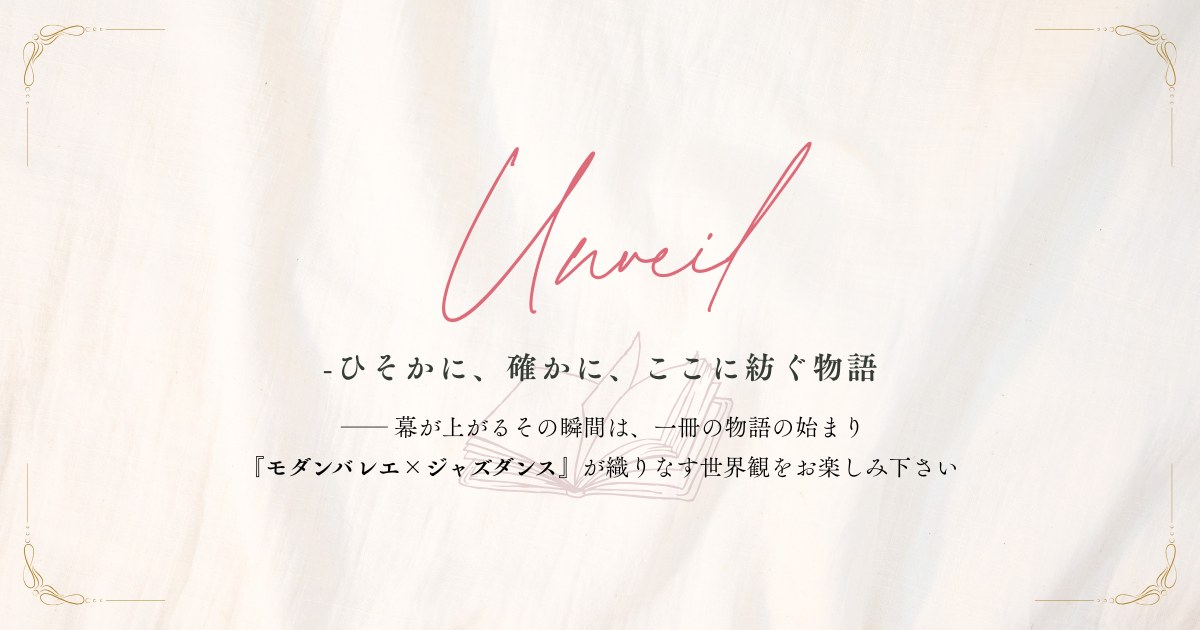 Unveil
-ひそかに、確かに、ここに紡ぐ物語
―― 幕が上がるその瞬間は、一冊の物語の始まり
『モダンバレエ×ジャズダンス』が織りなす世界観をお楽しみ下さい